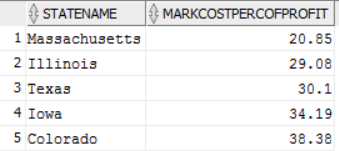 STATENAME MARKCOSTPERCOFPROFIT
1 Massachusetts 20.85
2 Illinois 29.08
3 Texas 30.1
4 Iowa 34.19
5 Colorado 38.38